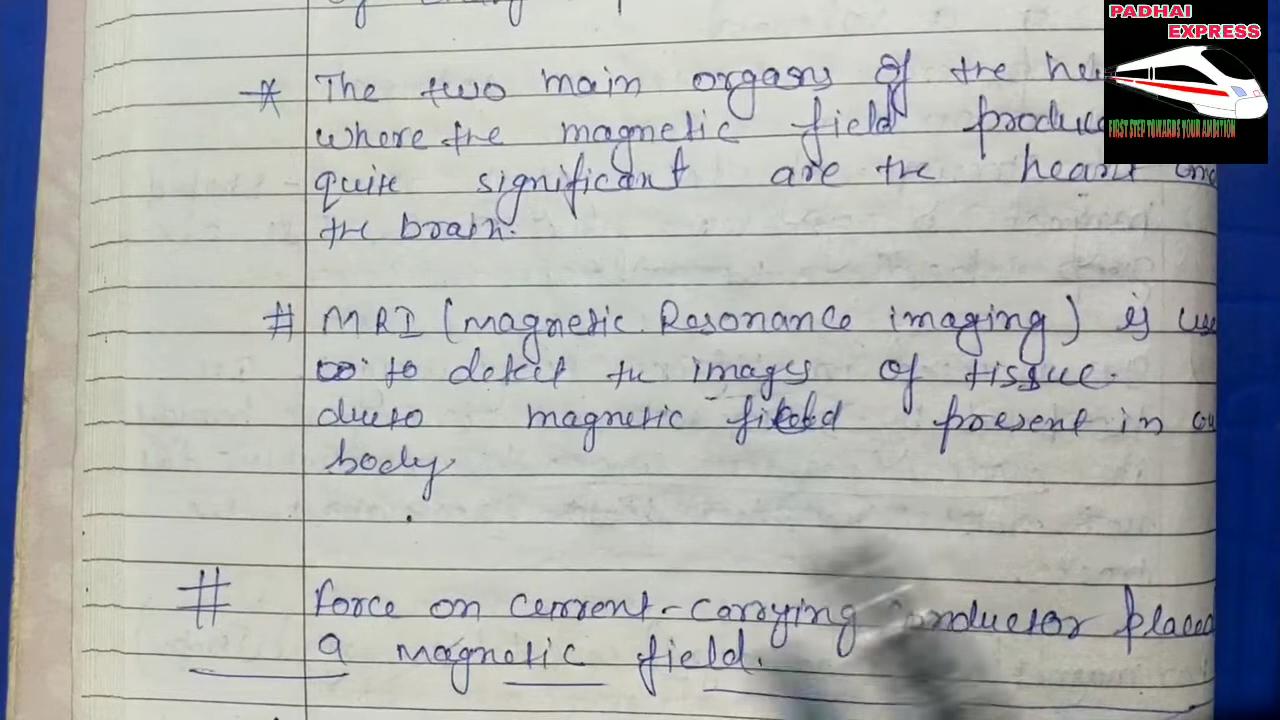 PADHAI
EXPRESS
FIRST STEP TOWARDS YOUR AMBITION
* The two main organs of the
where the magnetic field
quite significant are the heart
the brain.
# MRI (Magnetic Resonance imaging) is
to detect the images of tissue.
due to magnetic field present in
body
# Force on current-carrying conductor placed
a magnetic field.